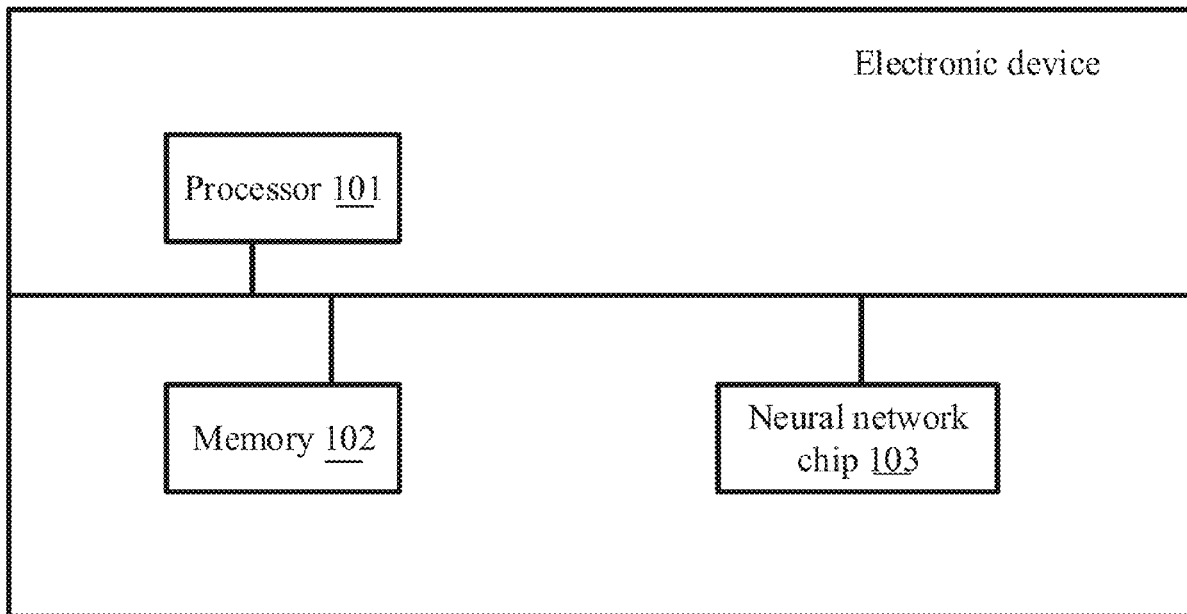 Electronic device
Processor 101
Memory 102
Neural network
chip 103